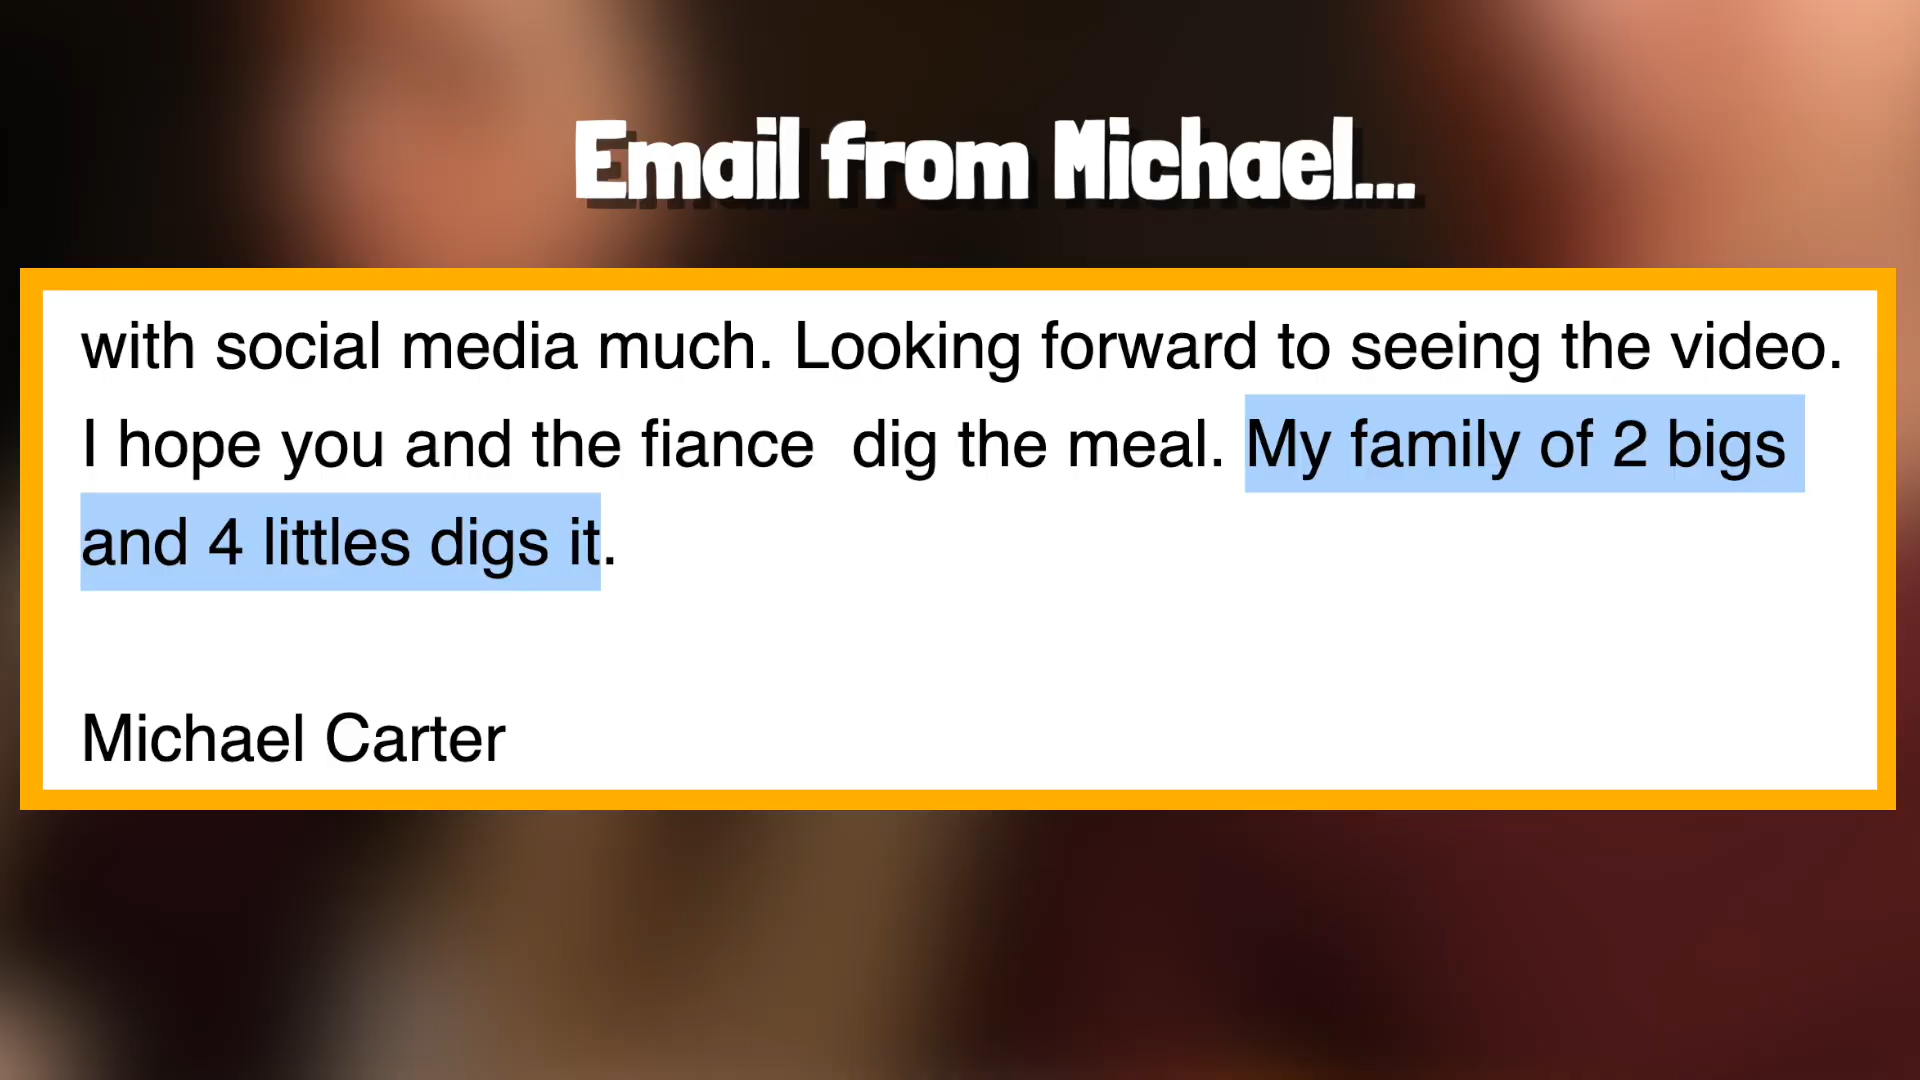 Email from Michael...
with social media much. Looking forward to seeing the video.
I hope you and the fiance  dig the meal. My family of 2 bigs
and 4 littles digs it.
Michael Carter